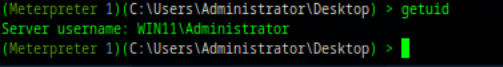 (Meterpreter 1)(C:\Users\Administrator\Desktop) > getuid
Server username: WIN11\Administrator
(Meterpreter 1)(C:\Users\Administrator\Desktop) >